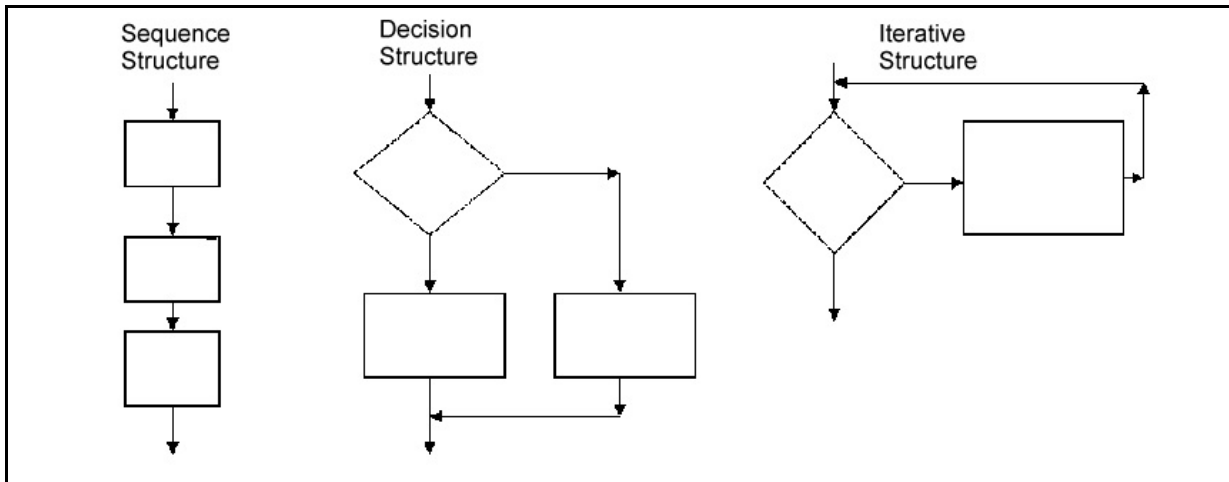 Sequence
Structure
Decision
Structure
Iterative
Structure